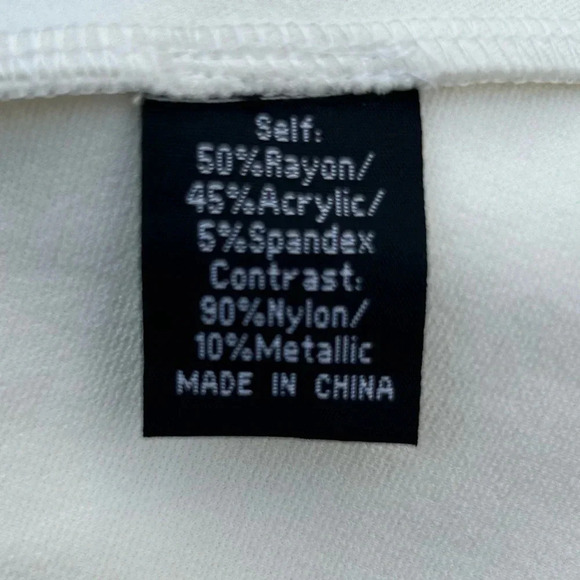 Self:
50%Rayon/
45%Acrylic/
5%Spandex
Contrast:
90%Nylon/
10%Metallic
MADE IN CHINA